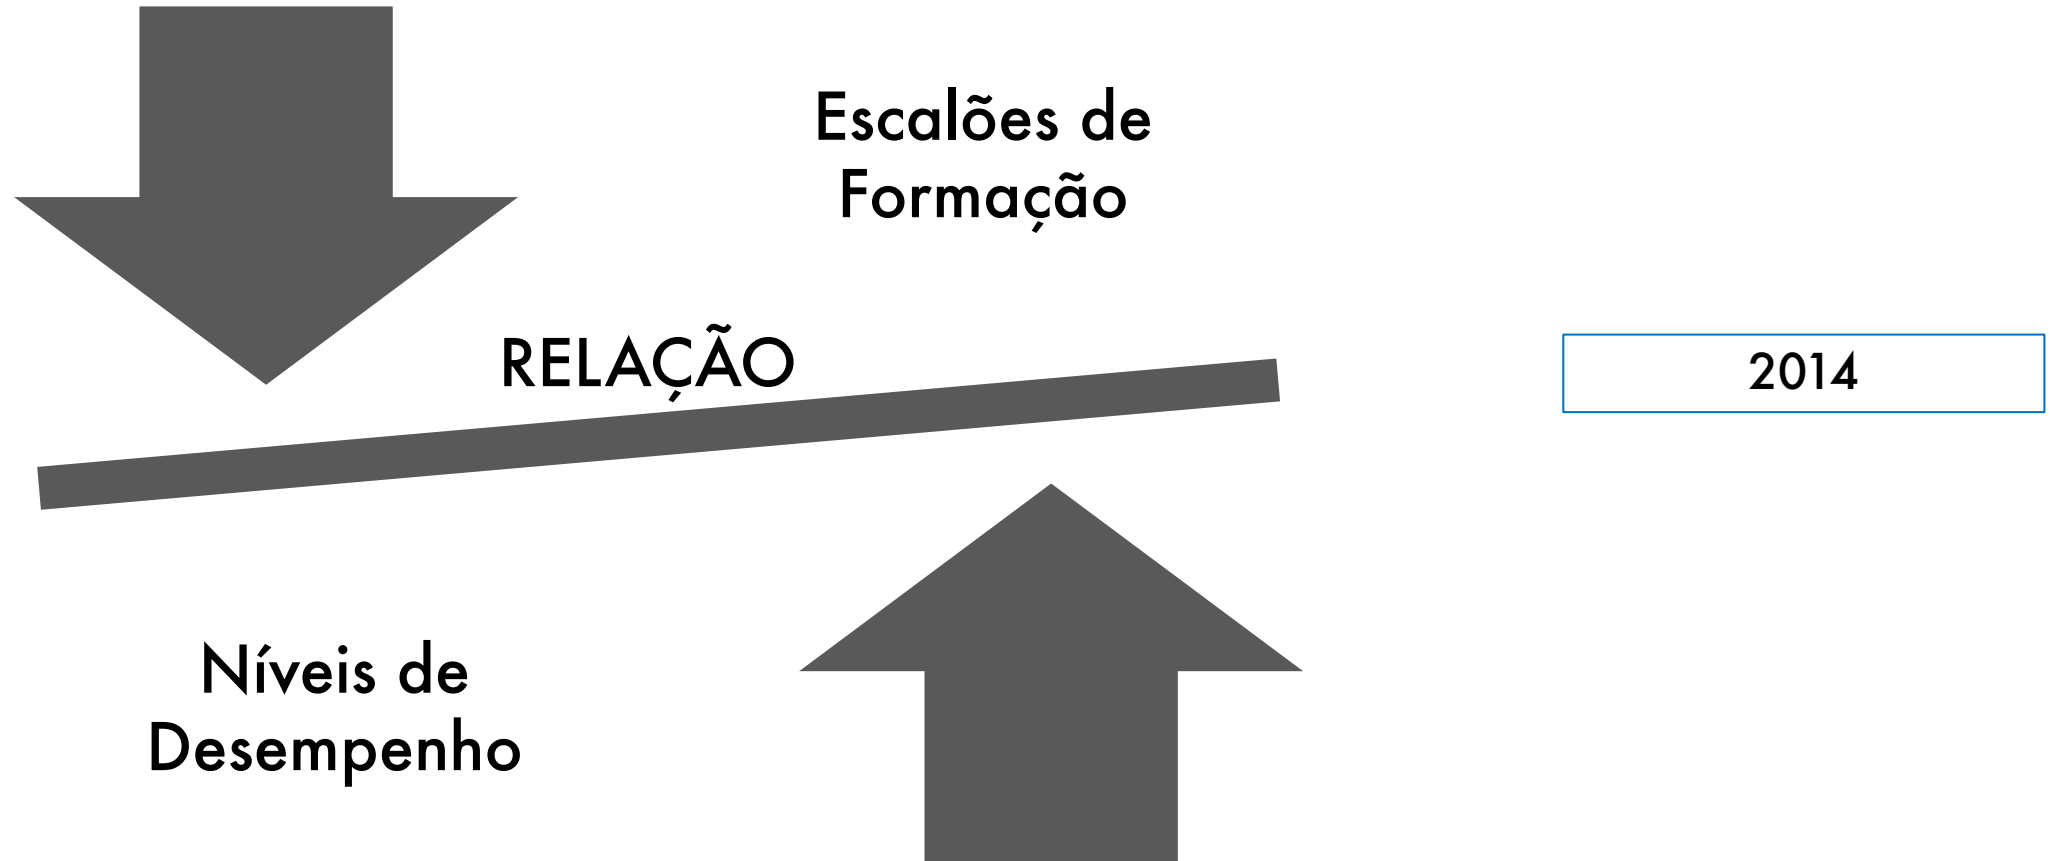 Escalões de
Formação
RELAÇÃO
2014
Níveis de
Desempenho